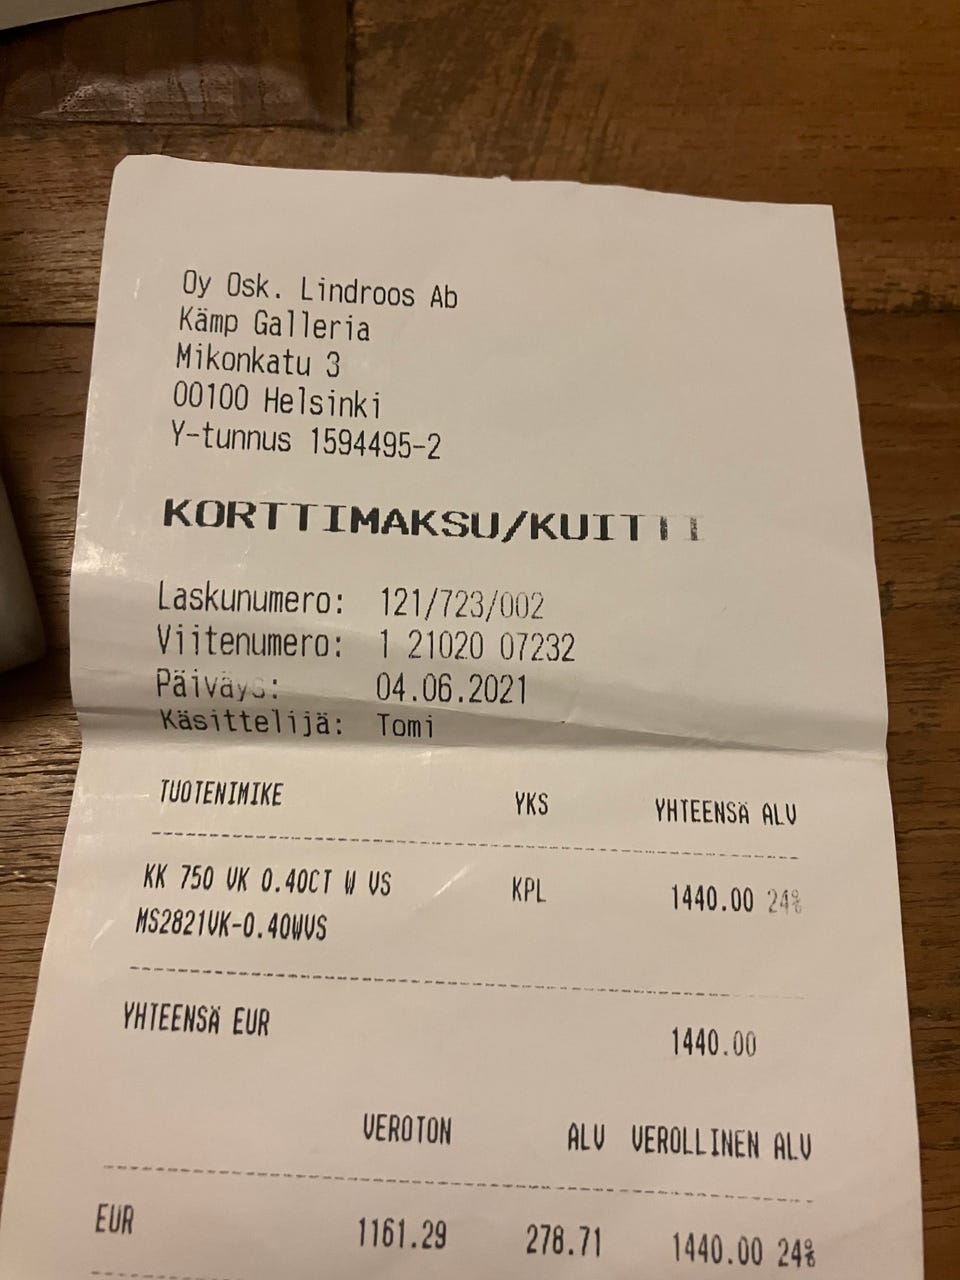 Oy Osk. Lindroos Ab
Kämp Galleria
Mikonkatu 3
00100 Helsinki
Y-tunnus 1594495-2
KORTTIMAKSU/KUITTI
Laskunumero: 121/723/002
Viitenumero: 1 21020 07232
Päiväys: 04.06.2021
Käsittelijä: Tomi
TUOTENIMIKE YKS YHTEENSÄ ALV
KK 750 VK 0.40CT W VS KPL 1440.00 24%
MS2821VK-0.40WVS
YHTEENSÄ EUR 1440.00
VEROTON ALV VEROLLINEN ALV
EUR 1161.29 278.71 1440.00 24%